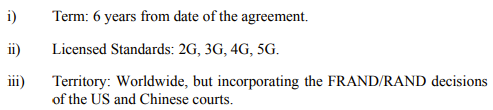 i) Term: 6 years from date of the agreement.
ii) Licensed Standards: 2G, 3G, 4G, 5G.
iii) Territory: Worldwide, but incorporating the FRAND/RAND decisions
of the US and Chinese courts.